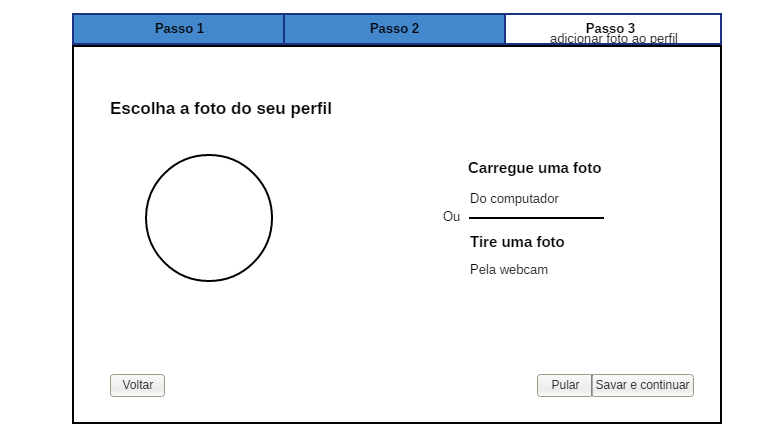 Passo 1
Passo 2
Passo 3
adicionar foto ao perfil
Escolha a foto do seu perfil
Carregue uma foto
Do computador
Ou
Tire uma foto
Pela webcam
Voltar
Pular
Savar e continuar